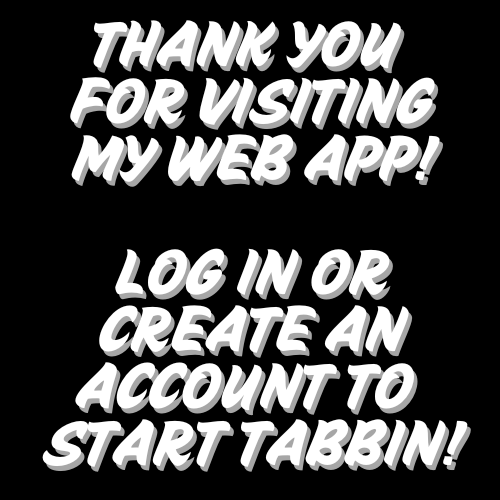 THANK YOU
FOR VISITING
MY WEB APP!
LOG IN OR
CREATE AN
ACCOUNT TO
START TABBIN!